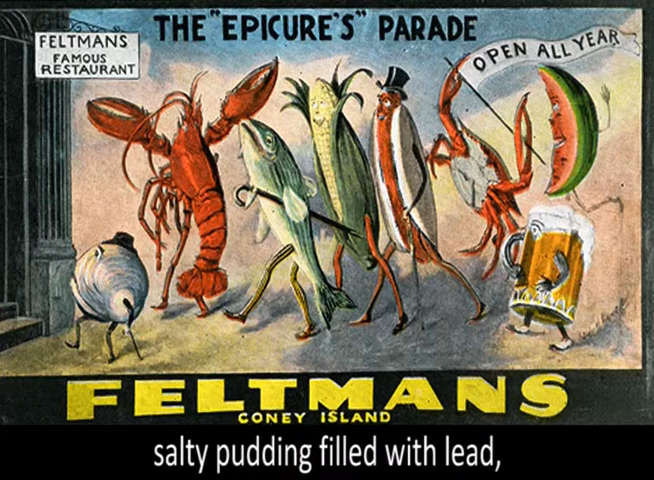 THE "EPICURE'S" PARADE
FELTMANS
FAMOUS
RESTAURANT
OPEN ALL YEAR
FELTMANS
CONEY ISLAND
salty pudding filled with lead,